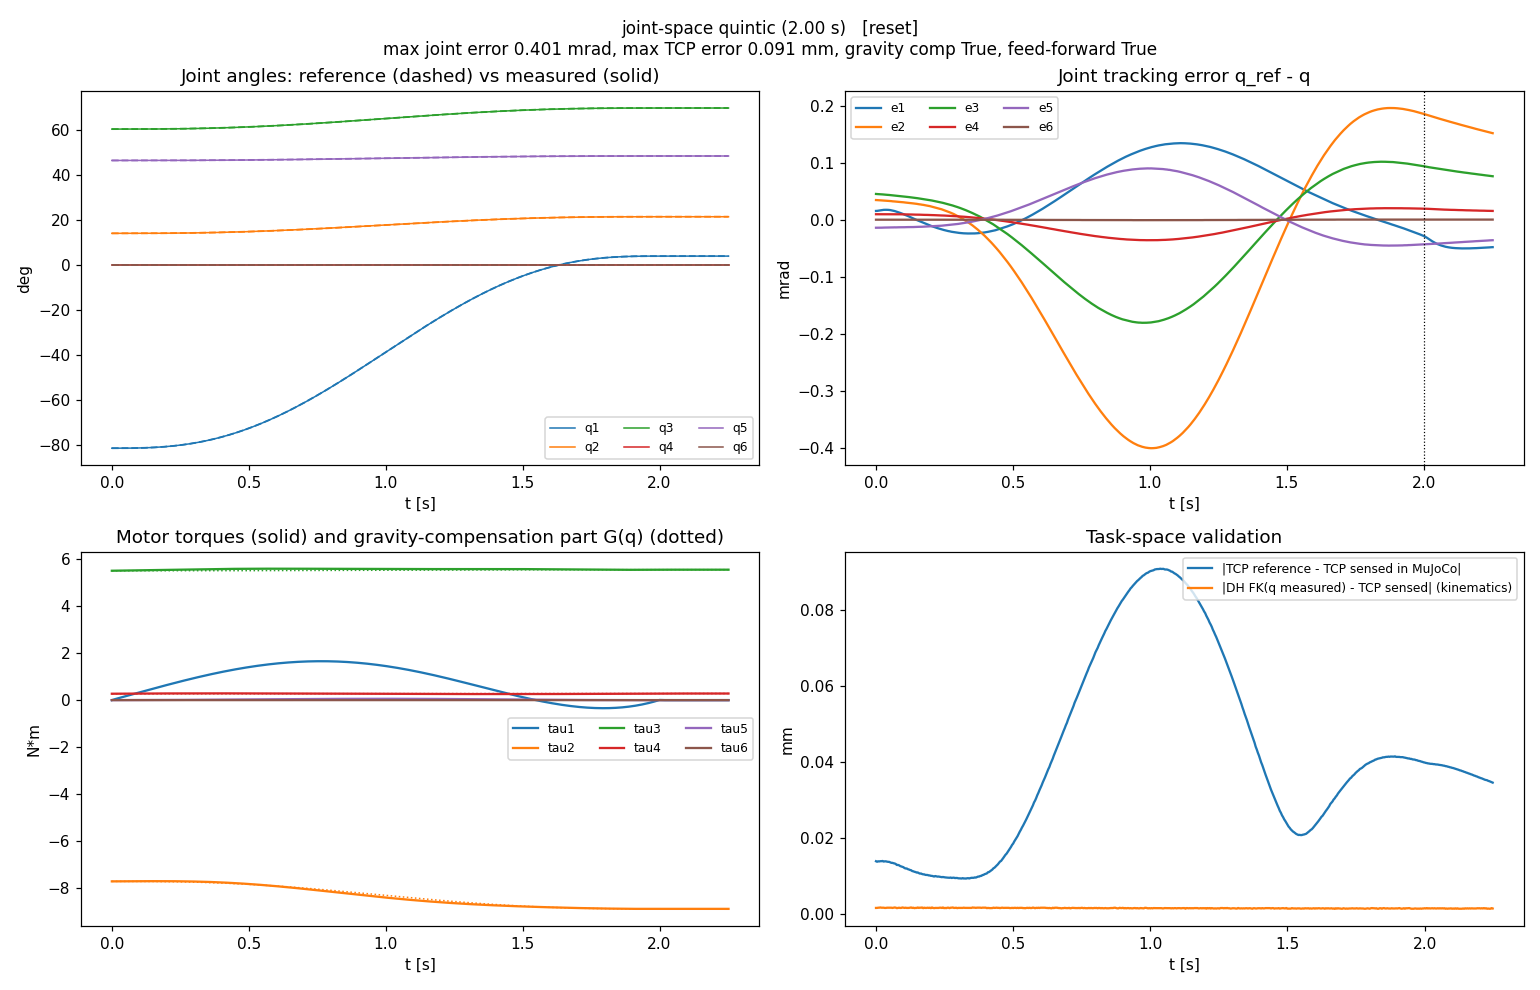 joint-space quintic (2.00 s)   [reset]
max joint error 0.401 mrad, max TCP error 0.091 mm, gravity comp True, feed-forward True
Joint angles: reference (dashed) vs measured (solid)
deg
60
40
20
0
−20
−40
−60
−80
q1 q3 q5
q2 q4 q6
0.0 0.5 1.0 1.5 2.0
t [s]
Joint tracking error q_ref - q
mrad
0.2
0.1
0.0
−0.1
−0.2
−0.3
−0.4
e1 e3 e5
e2 e4 e6
0.0 0.5 1.0 1.5 2.0
t [s]
Motor torques (solid) and gravity-compensation part G(q) (dotted)
N*m
6
4
2
0
−2
−4
−6
−8
tau1 tau3 tau5
tau2 tau4 tau6
0.0 0.5 1.0 1.5 2.0
t [s]
Task-space validation
mm
0.08
0.06
0.04
0.02
0.00
|TCP reference - TCP sensed in MuJoCo|
|DH FK(q measured) - TCP sensed| (kinematics)
0.0 0.5 1.0 1.5 2.0
t [s]